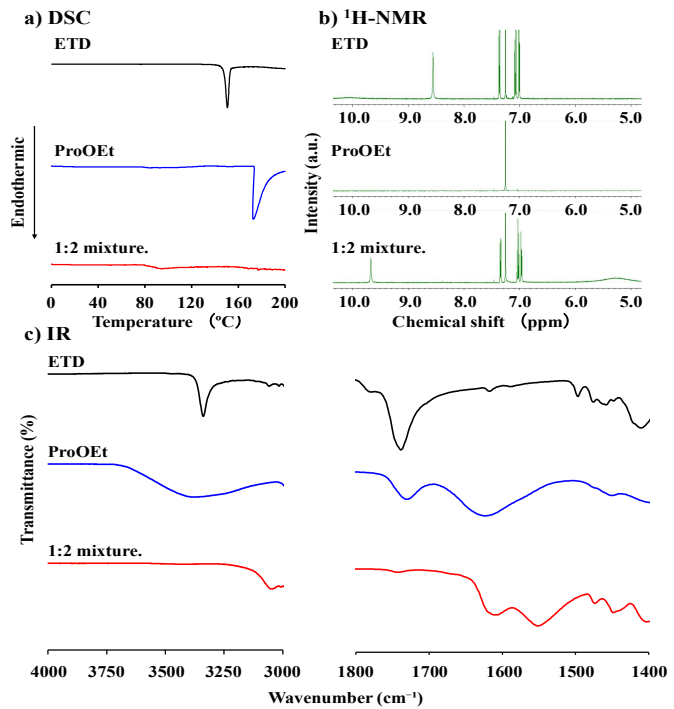 a) DSC
ETD
ProOEt
1:2 mixture.
Endothermic
0 40 80 120 160 200
Temperature (°C)
b) ¹H-NMR
ETD
10.0 9.0 8.0 7.0 6.0 5.0
ProOEt
10.0 9.0 8.0 7.0 6.0 5.0
1:2 mixture.
10.0 9.0 8.0 7.0 6.0 5.0
Intensity (a.u.)
Chemical shift (ppm)
c) IR
ETD
ProOEt
1:2 mixture.
Transmittance (%)
4000 3750 3500 3250 3000
1800 1700 1600 1500 1400
Wavenumber (cm⁻¹)